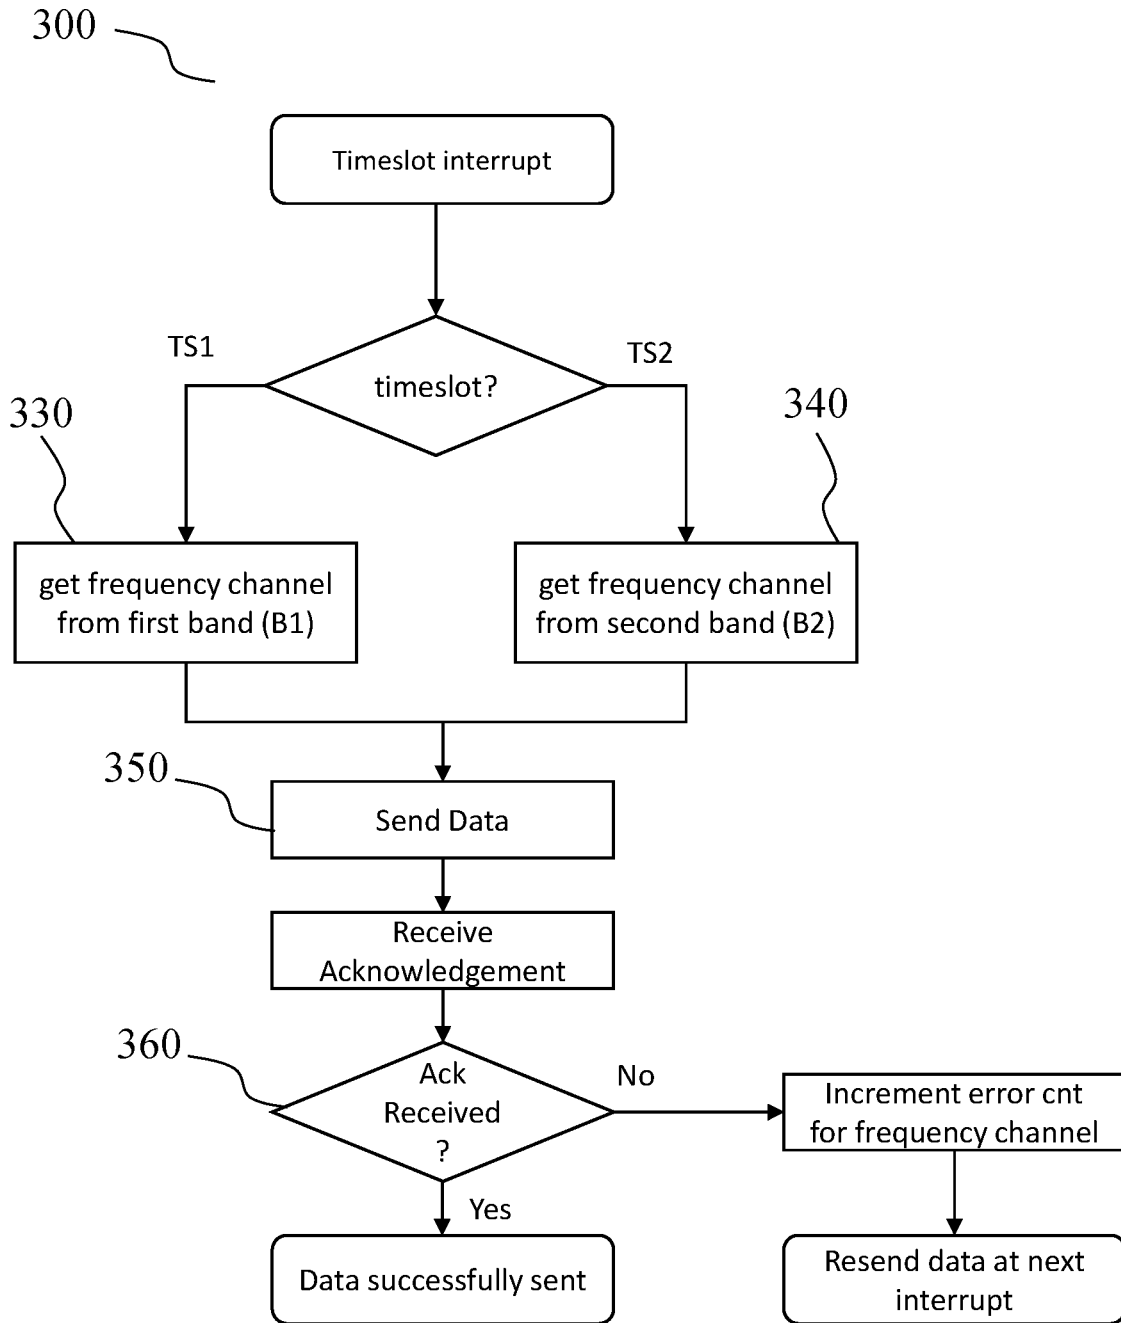 300
Timeslot interrupt
TS1
TS2
timeslot?
330
340
get frequency channel
from first band (B1)
get frequency channel
from second band (B2)
350
Send Data
Receive
Acknowledgement
360
Ack
Received
?
No
Increment error cnt
for frequency channel
Yes
Data successfully sent
Resend data at next
interrupt